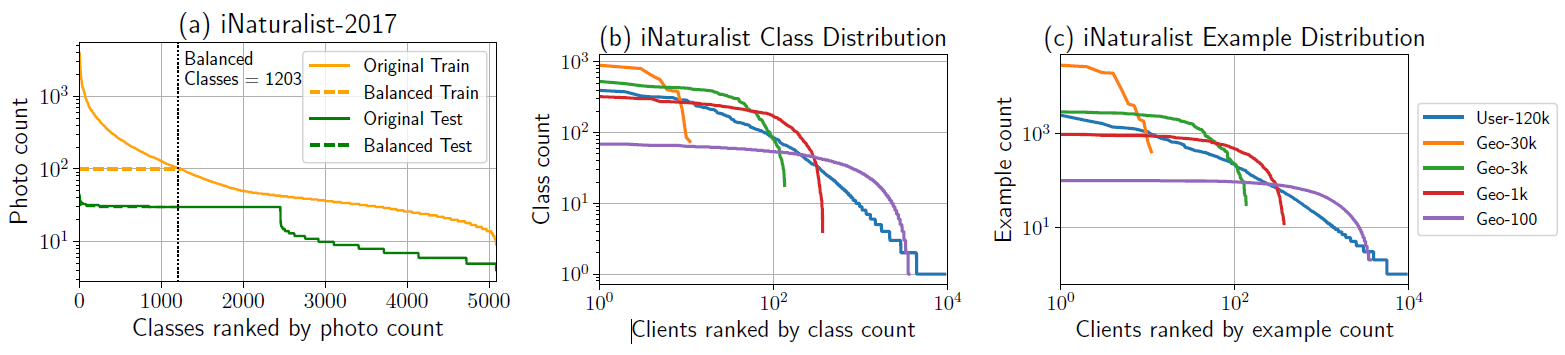 (a) iNaturalist-2017
Photo count
10^3
10^2
10^1
Balanced
Classes = 1203
Original Train
Balanced Train
Original Test
Balanced Test
0 1000 2000 3000 4000 5000
Classes ranked by photo count
(b) iNaturalist Class Distribution
Class count
10^3
10^2
10^1
10^0
10^0 10^2 10^4
Clients ranked by class count
(c) iNaturalist Example Distribution
Example count
10^3
10^1
10^0 10^2 10^4
Clients ranked by example count
User-120k
Geo-30k
Geo-3k
Geo-1k
Geo-100